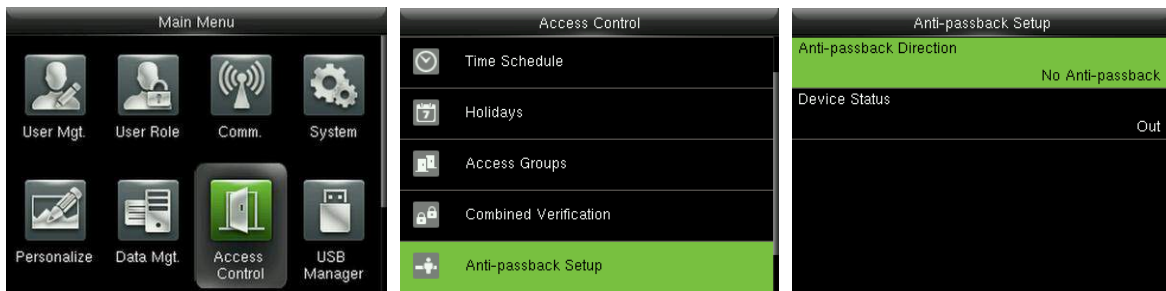 Main Menu
User Mgt.
User Role
Comm.
System
Personalize
Data Mgt.
Access
Control
USB
Manager
Access Control
Time Schedule
7
Holidays
Access Groups
Combined Verification
Anti-passback Setup
Anti-passback Setup
Anti-passback Direction
No Anti-passback
Device Status
Out